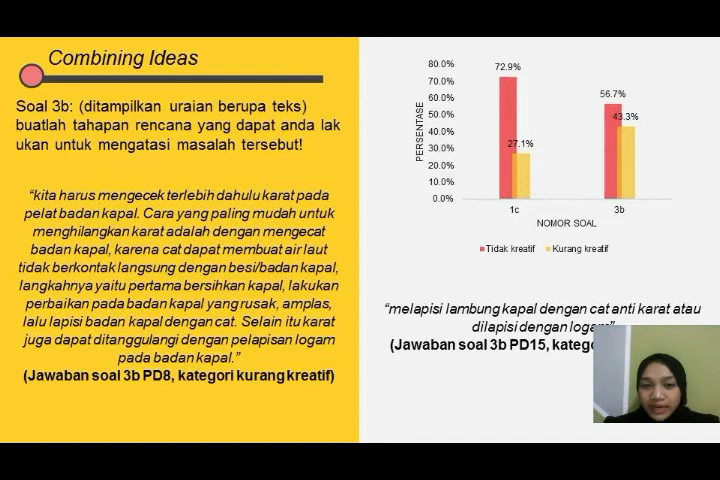 Combining Ideas
Soal 3b: (ditampilkan uraian berupa teks)
buatlah tahapan rencana yang dapat anda lak
ukan untuk mengatasi masalah tersebut!
“kita harus mengecek terlebih dahulu karat pada
pelat badan kapal. Cara yang paling mudah untuk
menghilangkan karat adalah dengan mengecat
badan kapal, karena cat dapat membuat air laut
tidak berkontak langsung dengan besi/badan kapal,
langkahnya yaitu pertama bersihkan kapal, lakukan
perbaikan pada badan kapal yang rusak, amplas,
lalu lapisi badan kapal dengan cat. Selain itu karat
juga dapat ditanggulangi dengan pelapisan logam
pada badan kapal.”
(Jawaban soal 3b PD8, kategori kurang kreatif)
PERSENTASE
80.0%
70.0%
60.0%
50.0%
40.0%
30.0%
20.0%
10.0%
0.0%
72.9%
27.1%
56.7%
43.3%
1c
3b
NOMOR SOAL
Tidak kreatif
Kurang kreatif
“melapisi lambung kapal dengan cat anti karat atau
dilapisi dengan logam”
(Jawaban soal 3b PD15,